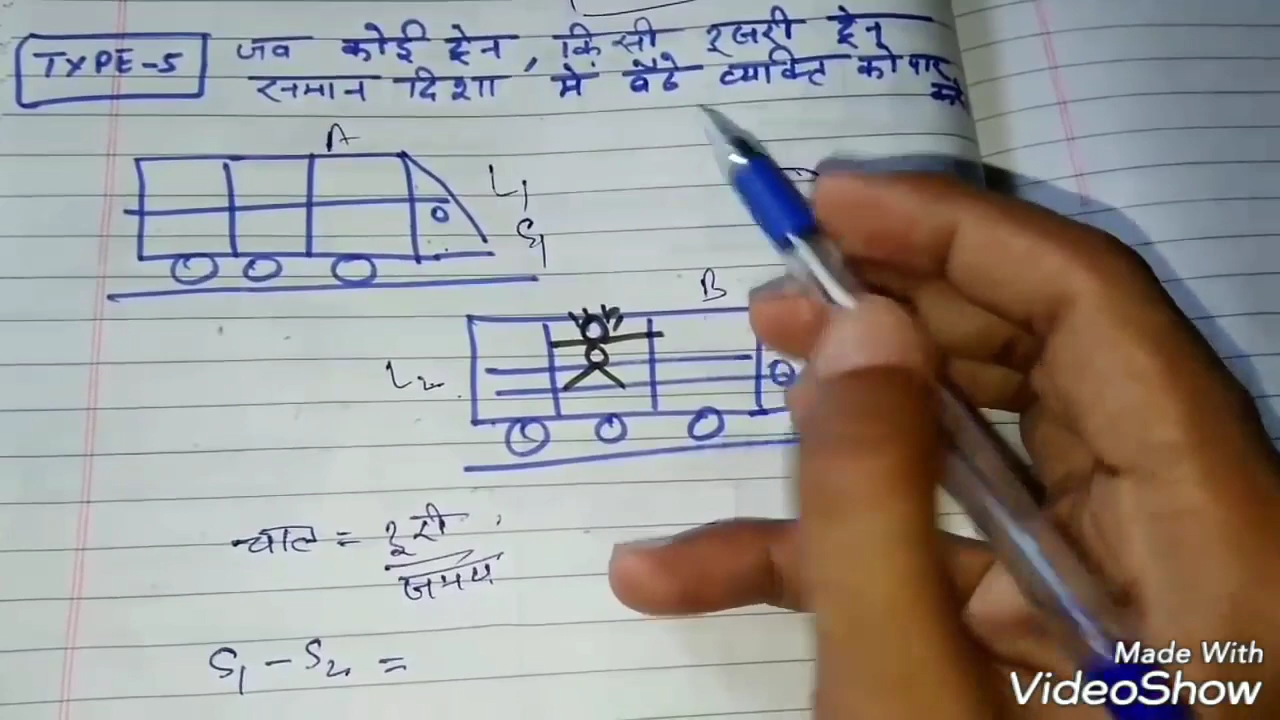 TYPE-5 जब कोई ट्रेन, किसी दूसरी ट्रेन
समान दिशा में बैठे व्यक्ति को पार
करे
A
L₁
S₁
B
L₂
चाल = दूरी
समय
S₁ - S₂ =
Made With
VideoShow